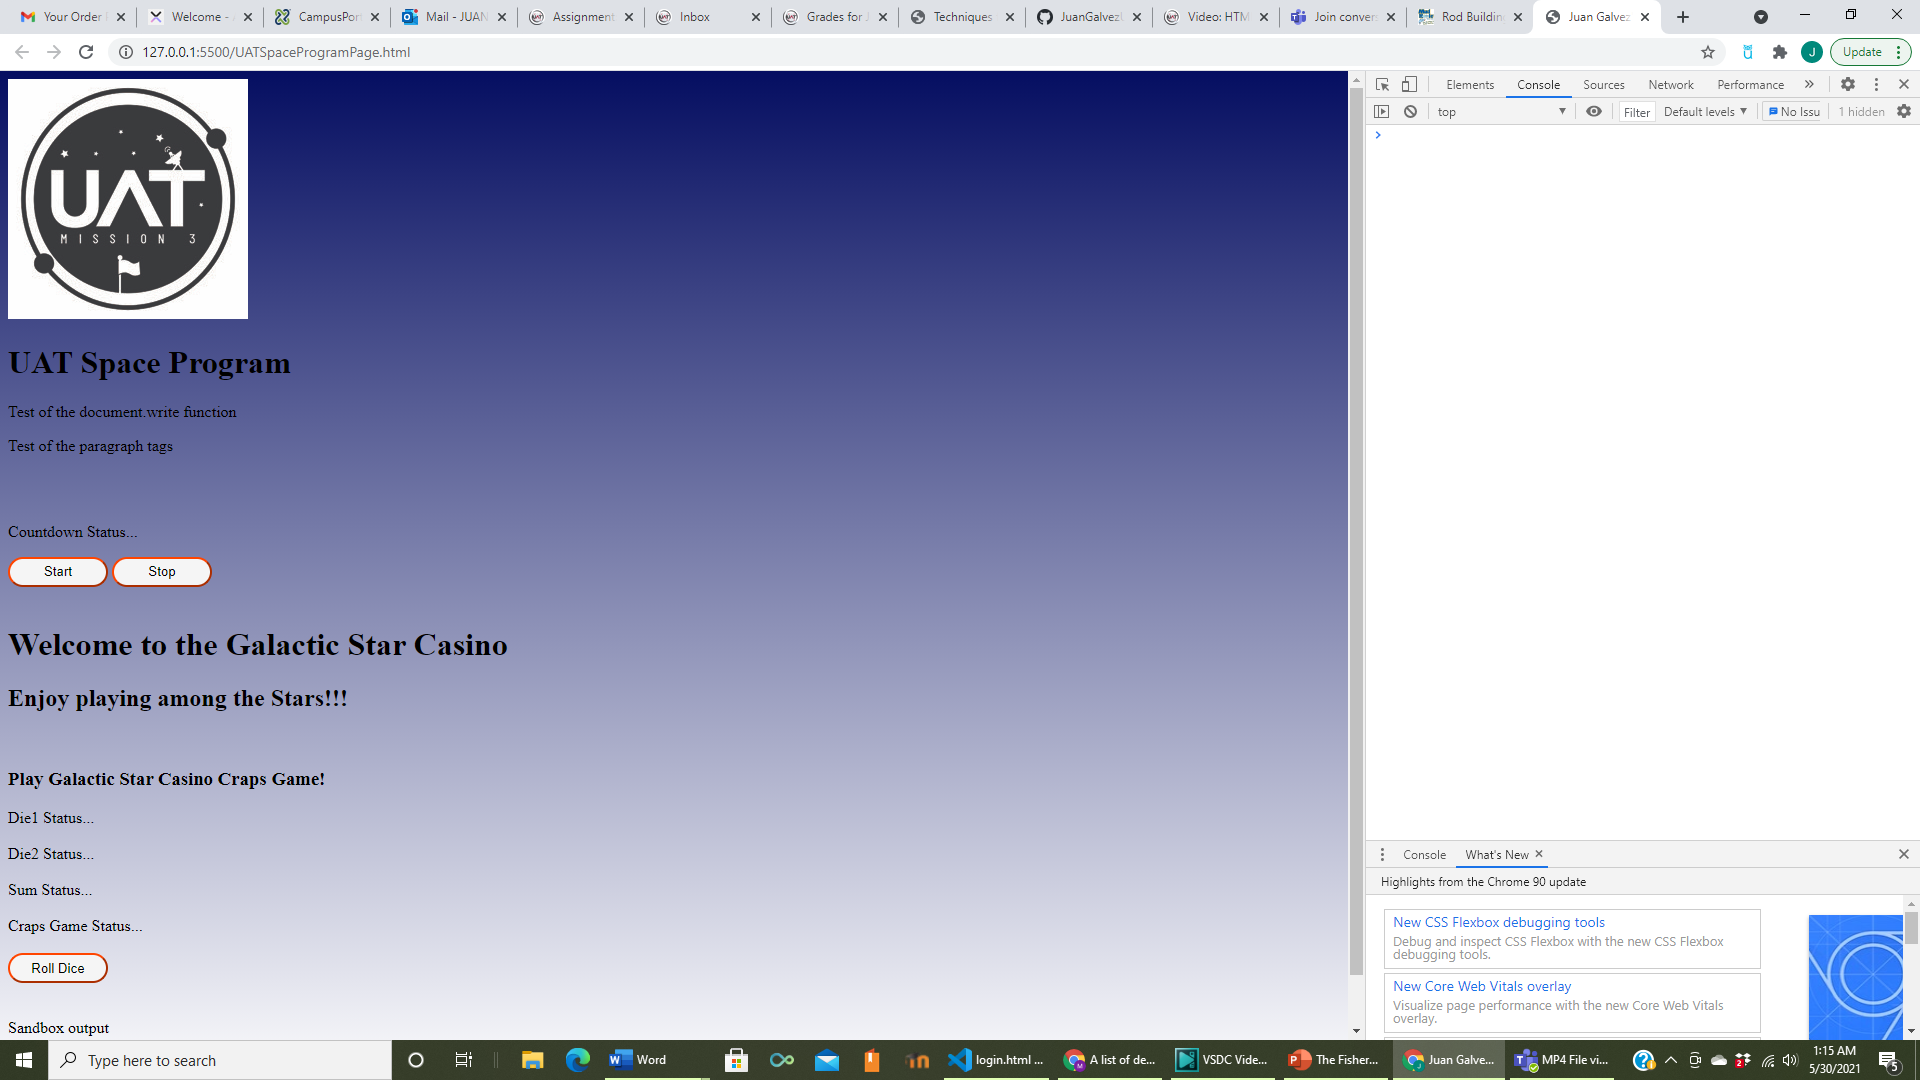 Your Order
Welcome -
CampusPor
Mail - JUAN
Assignment
Inbox
Grades for J
Techniques
JuanGalvez
Video: HTM
Join conver
Rod Building
Juan Galvez
127.0.0.1:5500/UATSpaceProgramPage.html
J
Update
UAT
MISSION 3
UAT Space Program
Test of the document.write function
Test of the paragraph tags
Countdown Status...
Start
Stop
Welcome to the Galactic Star Casino
Enjoy playing among the Stars!!!
Play Galactic Star Casino Craps Game!
Die1 Status...
Die2 Status...
Sum Status...
Craps Game Status...
Roll Dice
Sandbox output
Elements Console Sources Network Performance
top Filter Default levels No Issu 1 hidden
Console What's New
Highlights from the Chrome 90 update
New CSS Flexbox debugging tools
Debug and inspect CSS Flexbox with the new CSS Flexbox
debugging tools.
New Core Web Vitals overlay
Visualize page performance with the new Core Web Vitals
overlay.
Type here to search
Word
login.html ...
A list of de...
VSDC Vide...
The Fisher...
Juan Galve...
MP4 File vi...
1:15 AM
5/30/2021
5